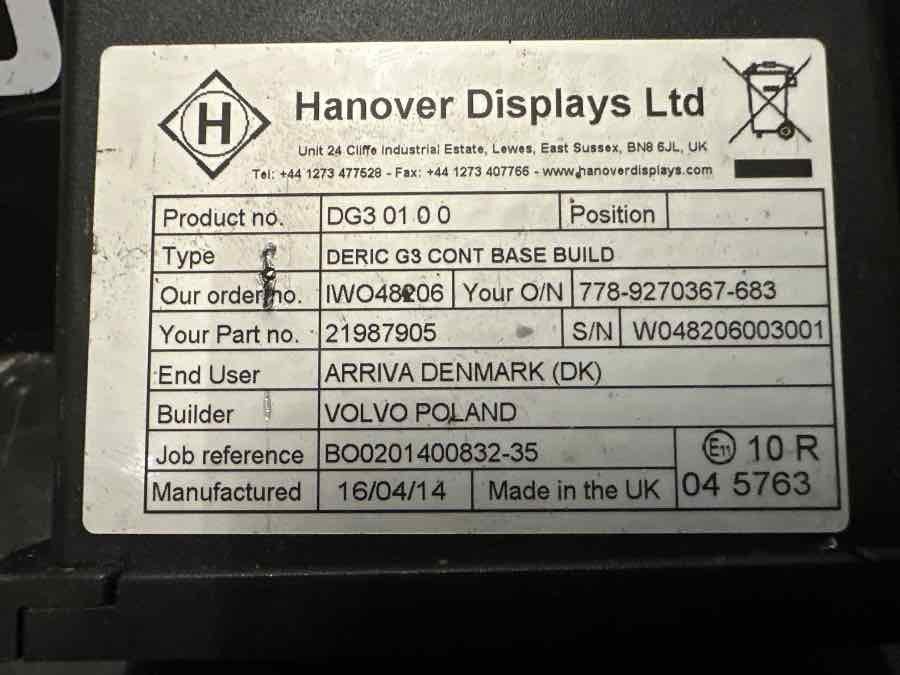 H
Hanover Displays Ltd
Unit 24 Cliffe Industrial Estate, Lewes, East Sussex, BN8 6JL, UK
Tel: +44 1273 477528 - Fax: +44 1273 407766 - www.hanoverdisplays.com
Product no. DG3 01 0 0 Position
Type DERIC G3 CONT BASE BUILD
Our order no. IWO48206 Your O/N 778-9270367-683
Your Part no. 21987905 S/N W048206003001
End User ARRIVA DENMARK (DK)
Builder VOLVO POLAND
Job reference BO0201400832-35 E11 10 R
Manufactured 16/04/14 Made in the UK 04 5763